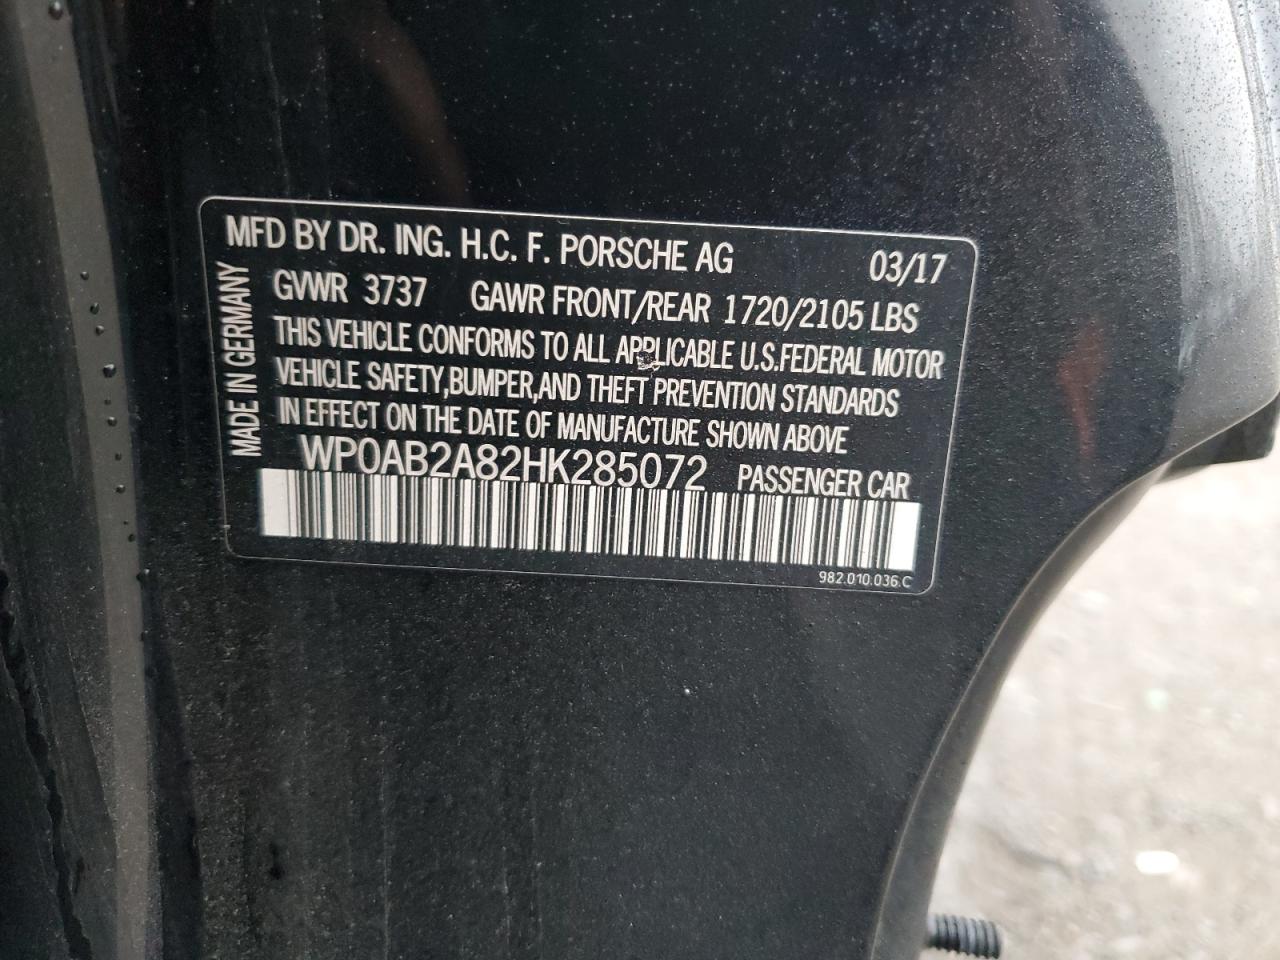 MFD BY DR. ING. H.C. F. PORSCHE AG 03/17
GVWR 3737 GAWR FRONT/REAR 1720/2105 LBS
THIS VEHICLE CONFORMS TO ALL APPLICABLE U.S.FEDERAL MOTOR
VEHICLE SAFETY,BUMPER,AND THEFT PREVENTION STANDARDS
IN EFFECT ON THE DATE OF MANUFACTURE SHOWN ABOVE
WP0AB2A82HK285072 PASSENGER CAR
982.010.036.C
MADE IN GERMANY